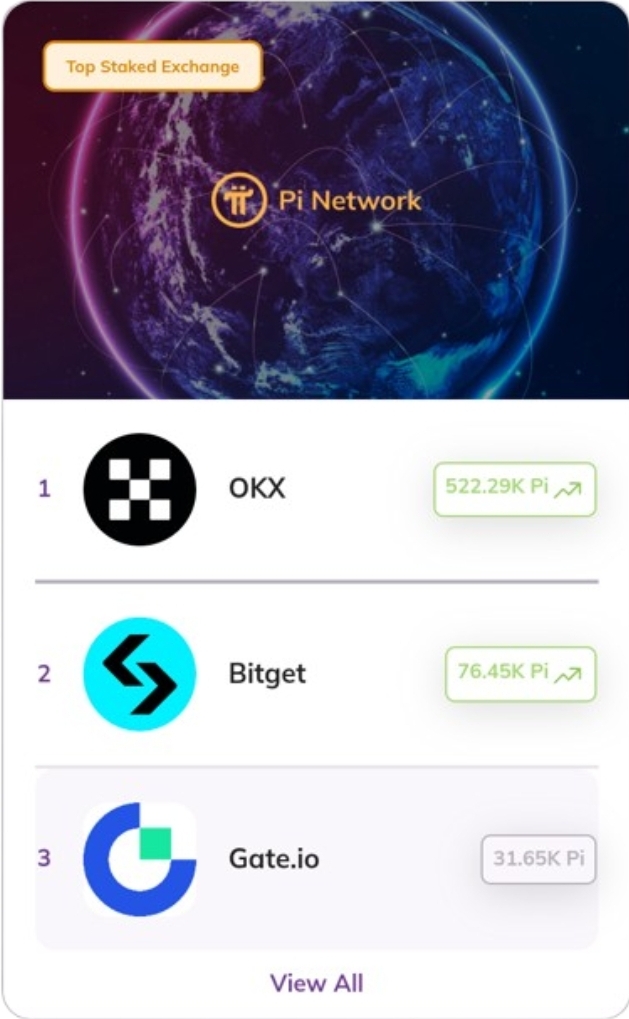 Top Staked Exchange
Pi Network
1 OKX 522.29K Pi
2 Bitget 76.45K Pi
3 Gate.io 31.65K Pi
View All